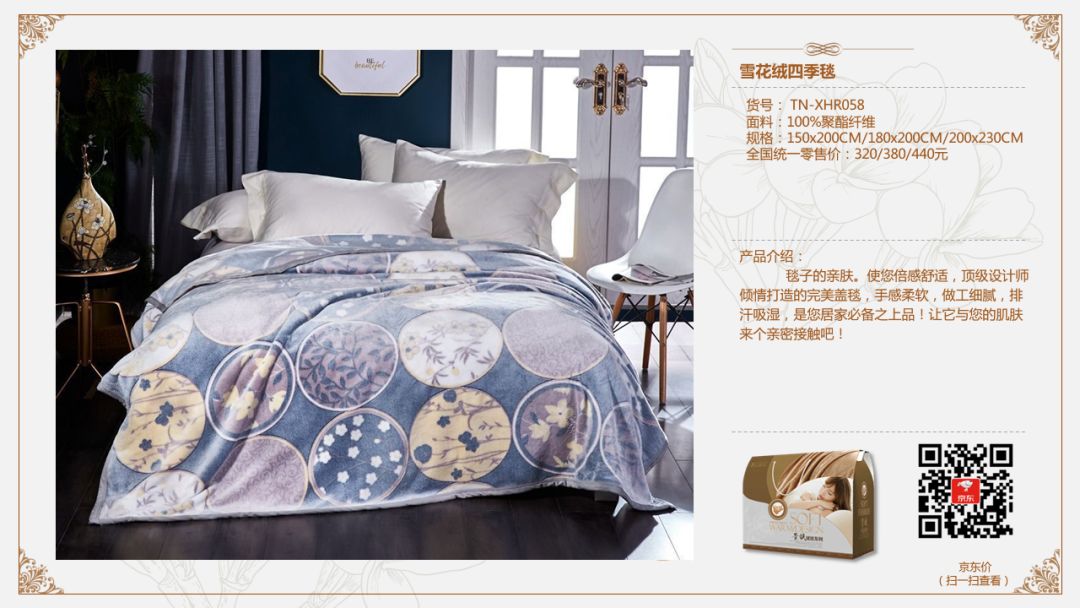 BE
beautiful
雪花绒四季毯
货号： TN-XHR058
面料：100%聚酯纤维
规格：150x200CM/180x200CM/200x230CM
全国统一零售价：320/380/440元
产品介绍：
毯子的亲肤。使您倍感舒适，顶级设计师
倾情打造的完美盖毯，手感柔软，做工细腻，排
汗吸湿，是您居家必备之上品！让它与您的肌肤
来个亲密接触吧！
SOFT
京东
京东价
（扫一扫查看）